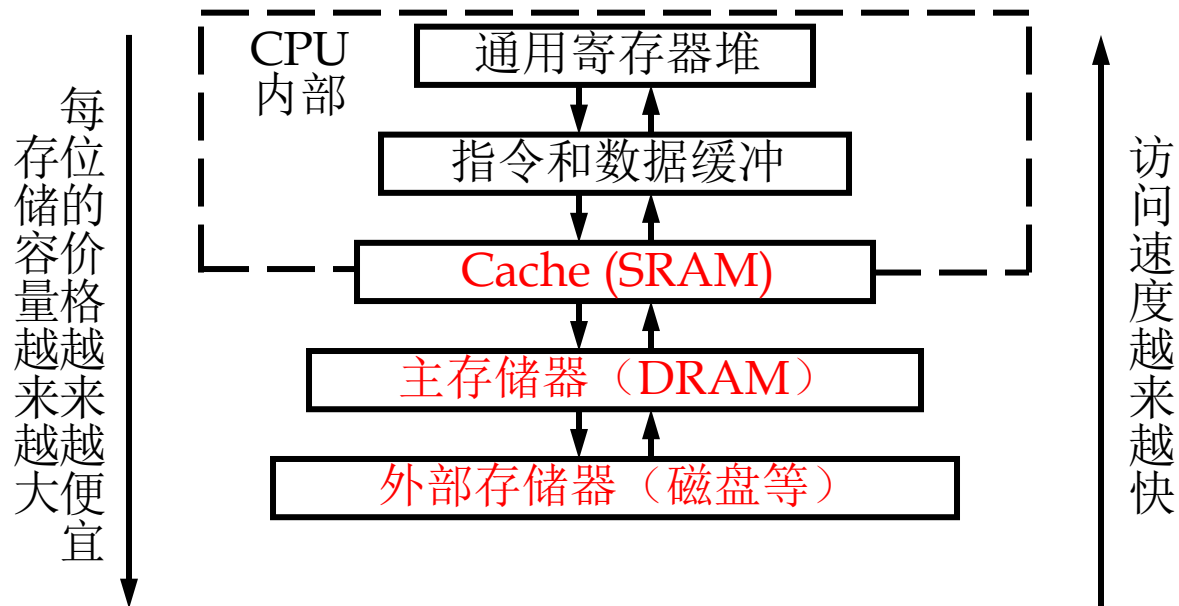 CPU
内部
通用寄存器堆
指令和数据缓冲
Cache (SRAM)
主存储器（DRAM）
外部存储器（磁盘等）
每位的价格越来越便宜
存储容量越来越大
访问速度越来越快